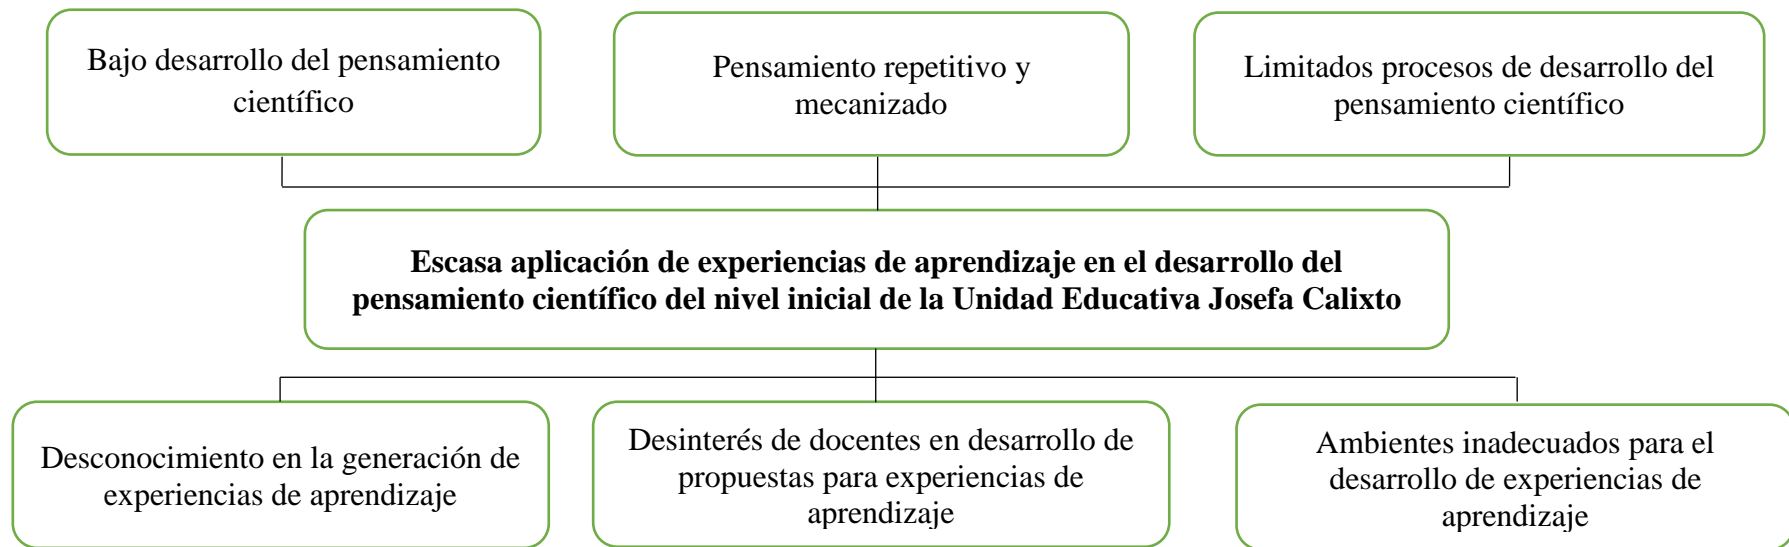 Bajo desarrollo del pensamiento
científico
Pensamiento repetitivo y
mecanizado
Limitados procesos de desarrollo del
pensamiento científico
Escasa aplicación de experiencias de aprendizaje en el desarrollo del
pensamiento científico del nivel inicial de la Unidad Educativa Josefa Calixto
Desconocimiento en la generación de
experiencias de aprendizaje
Desinterés de docentes en desarrollo de
propuestas para experiencias de
aprendizaje
Ambientes inadecuados para el
desarrollo de experiencias de
aprendizaje